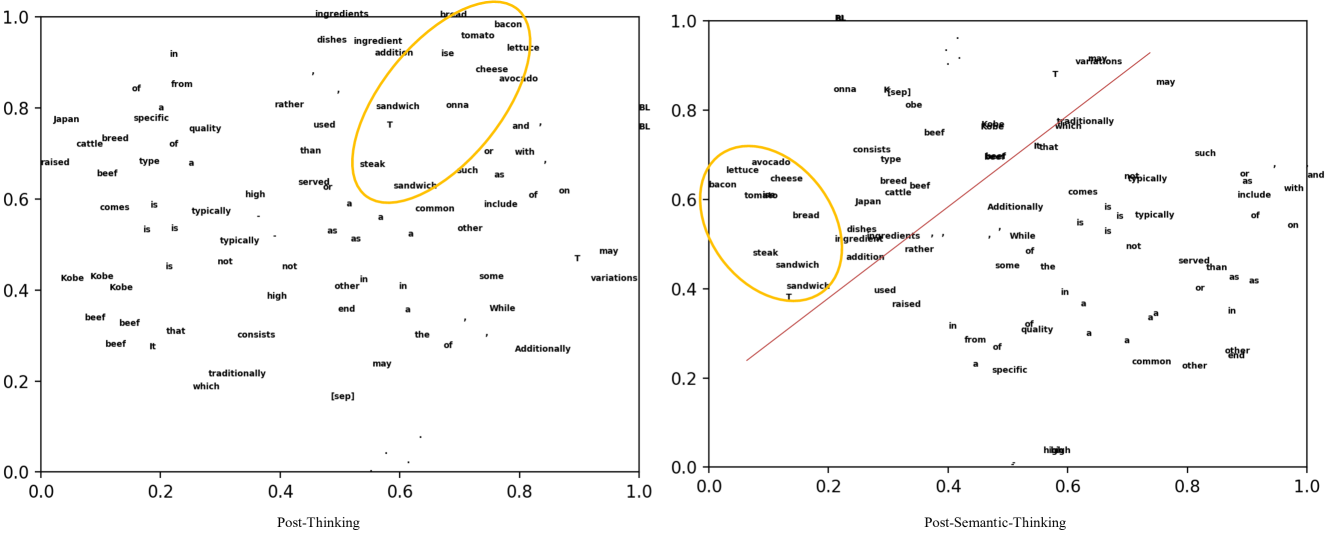 ingredients bread
1.0
bacon
dishes ingredient tomato
in addition ise lettuce
cheese
of from avocado
0.8 a rather sandwich onna BL
Japan specific
quality used T and , BL
cattle breed of than or with
raised type a steak
beef such as
served or sandwich
0.6 high of on
comes is typically a common include
is is a other
typically as as a
may
is not not T
Kobe Kobe in some variations
0.4 Kobe high other in
end a While
beef beef
beef that consists the
It of Additionally
traditionally may
0.2 which
[sep]
0.0
0.0 0.2 0.4 0.6 0.8 1.0
Post-Thinking
BL
1.0
may
variations
T
may
onna K [sep]
0.8 obe
Kobe traditionally
beef Kobe which
consists It that
avocado type beef such
lettuce cheese breed not typically or and
bacon cattle beef as
0.6 tomato ise Japan comes include with
bread Additionally is is typically of
dishes is on
ingredients While
ingredient rather not
steak addition of served
sandwich some the than
as as
0.4 sandwich used in or
T raised a
a a in
in of quality
from of a a other
end
a common other
0.2 specific
high high
0.0
0.0 0.2 0.4 0.6 0.8 1.0
Post-Semantic-Thinking